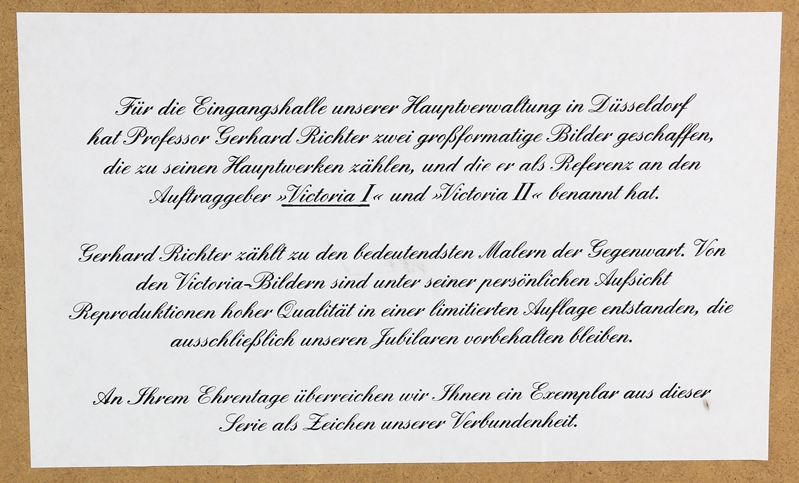 Für die Eingangshalle unserer Hauptverwaltung in Düsseldorf
hat Professor Gerhard Richter zwei großformatige Bilder geschaffen,
die zu seinen Hauptwerken zählen, und die er als Referenz an den
Auftraggeber »Victoria I« und »Victoria II« benannt hat.
Gerhard Richter zählt zu den bedeutendsten Malern der Gegenwart. Von
den Victoria-Bildern sind unter seiner persönlichen Aufsicht
Reproduktionen hoher Qualität in einer limitierten Auflage entstanden, die
ausschließlich unseren Jubilaren vorbehalten bleiben.
An Ihrem Ehrentage überreichen wir Ihnen ein Exemplar aus dieser
Serie als Zeichen unserer Verbundenheit.